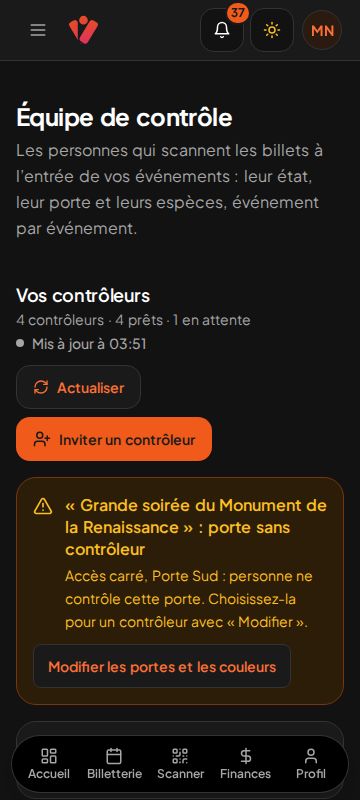 37
MN
Équipe de contrôle
Les personnes qui scannent les billets à
l'entrée de vos événements : leur état,
leur porte et leurs espèces, événement
par événement.
Vos contrôleurs
4 contrôleurs · 4 prêts · 1 en attente
Mis à jour à 03:51
Actualiser
Inviter un contrôleur
« Grande soirée du Monument de
la Renaissance » : porte sans
contrôleur
Accès carré, Porte Sud : personne ne
contrôle cette porte. Choisissez-la
pour un contrôleur avec « Modifier ».
Modifier les portes et les couleurs
Accueil
Billetterie
Scanner
Finances
Profil